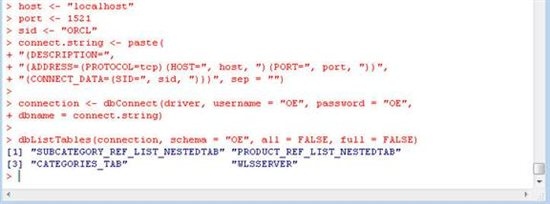 > host <- "localhost"
> port <- 1521
> sid <- "ORCL"
> connect.string <- paste(
+ "(DESCRIPTION=",
+ "(ADDRESS=(PROTOCOL=tcp)(HOST=", host, ")(PORT=", port, "))",
+ "(CONNECT_DATA=(SID=", sid, ")))", sep = "")
>
> connection <- dbConnect(driver, username = "OE", password = "OE",
+ dbname = connect.string)
>
> dbListTables(connection, schema = "OE", all = FALSE, full = FALSE)
[1] "SUBCATEGORY_REF_LIST_NESTEDTAB" "PRODUCT_REF_LIST_NESTEDTAB"
[3] "CATEGORIES_TAB" "WLSSERVER"
>